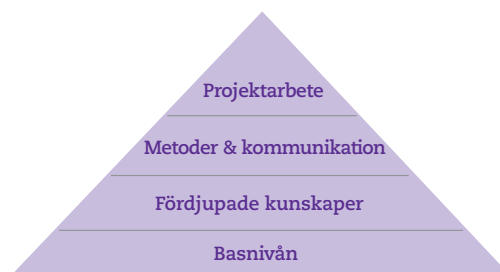 Projektarbete
Metoder & kommunikation
Fördjupade kunskaper
Basnivån